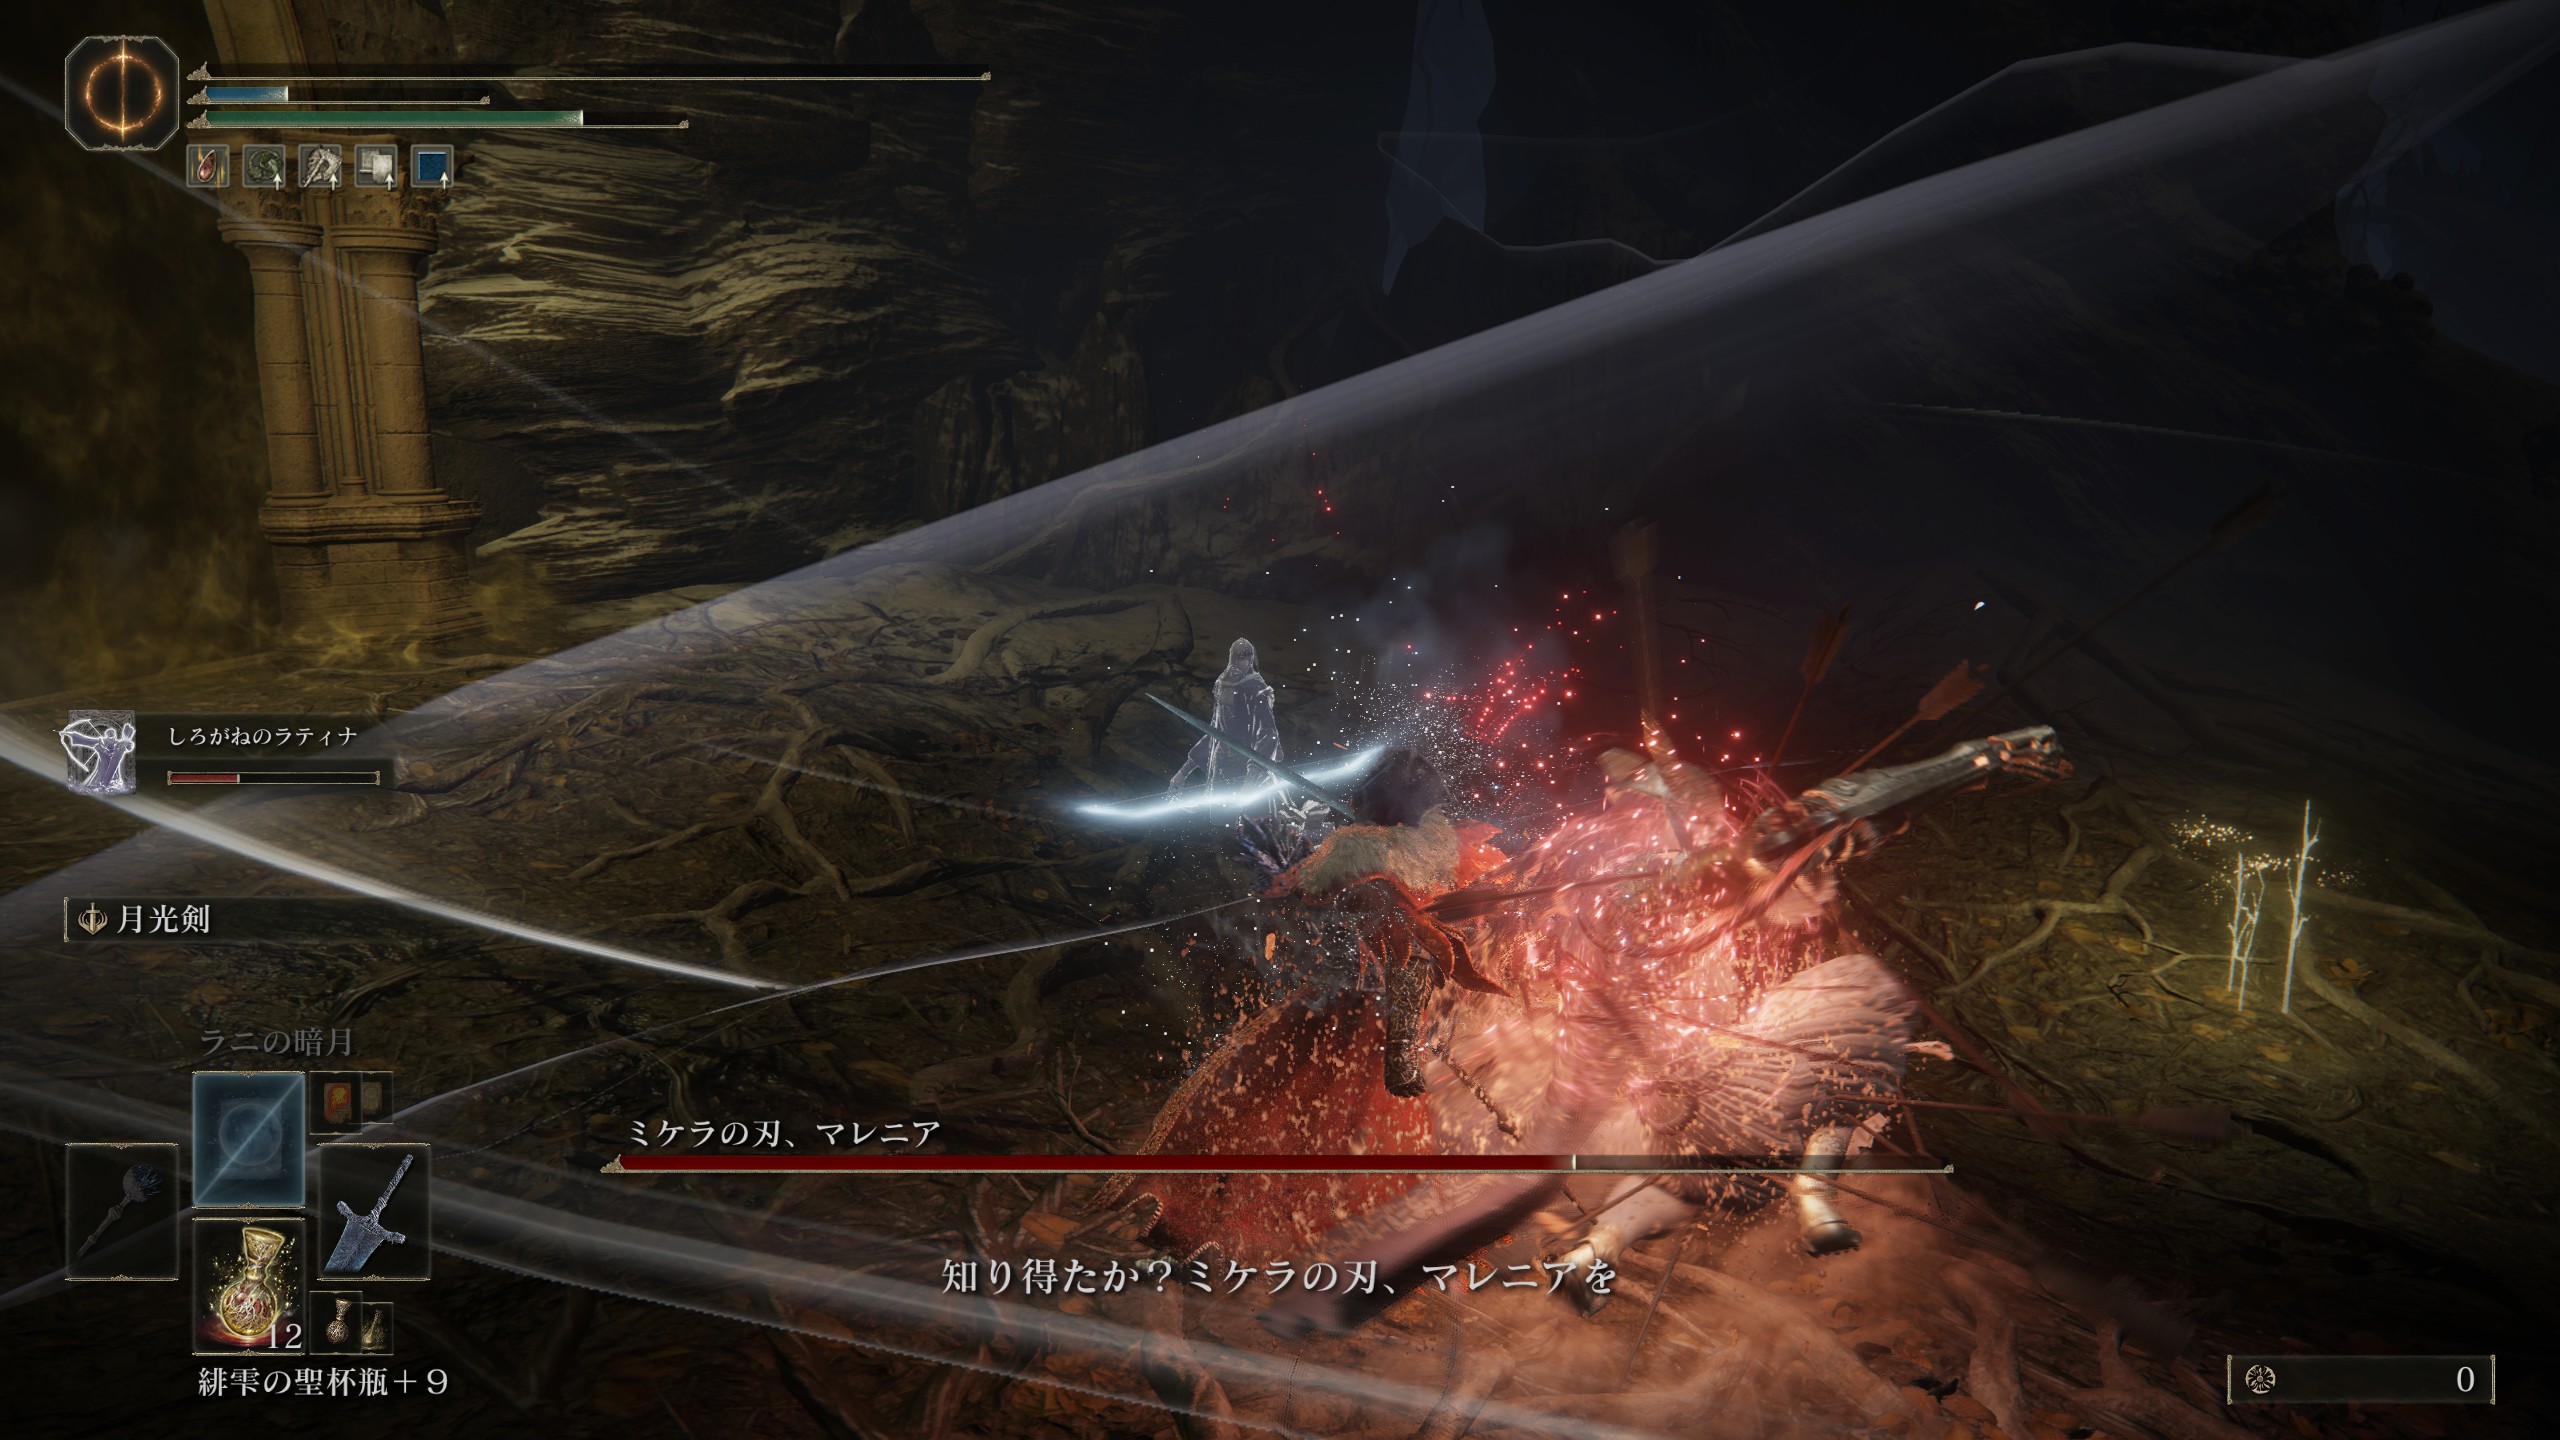 しろがねのラティナ
月光剣
ラニの暗月
ミケラの刃、マレニア
知り得たか？ミケラの刃、マレニアを
12
緋雫の聖杯瓶＋９
0